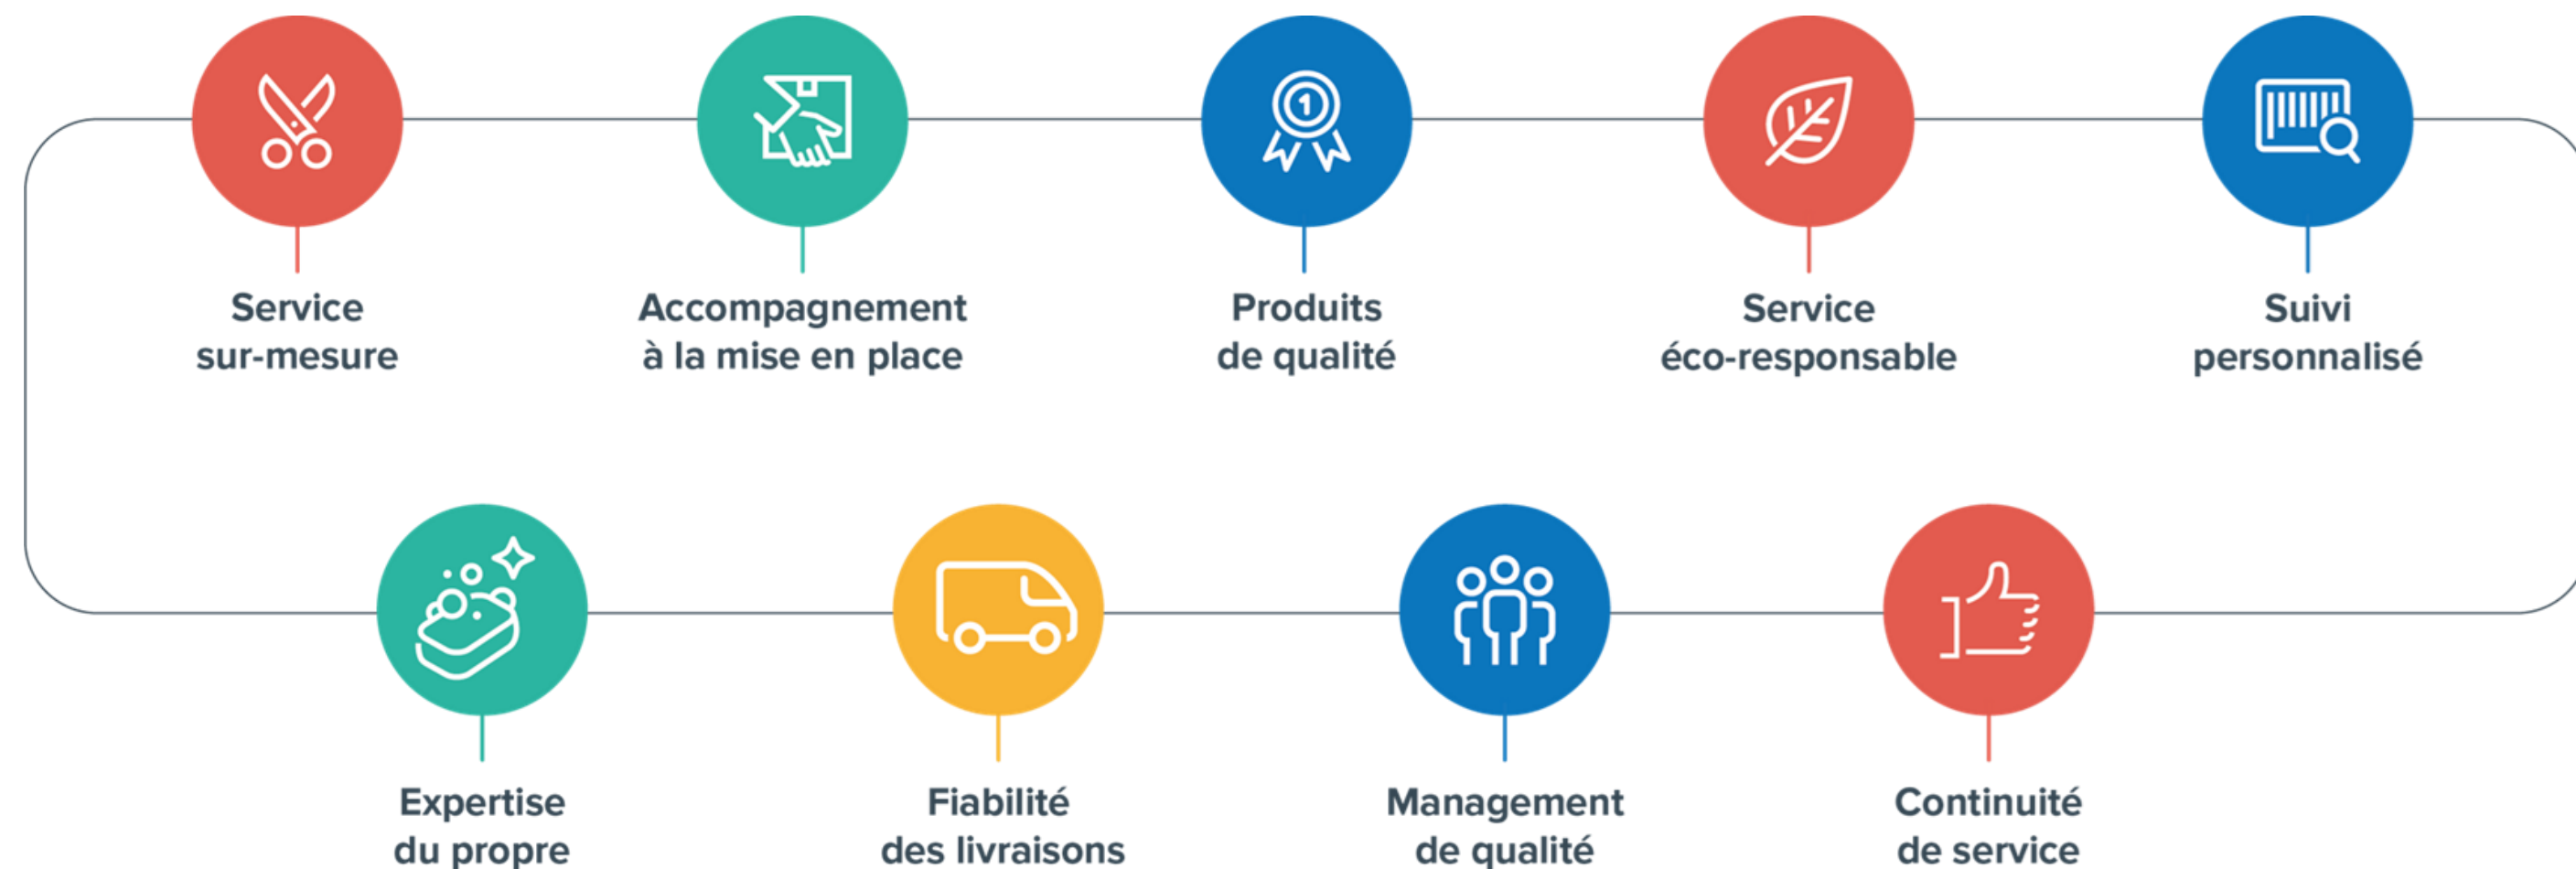 1
Service
sur-mesure
Accompagnement
à la mise en place
Produits
de qualité
Service
éco-responsable
Suivi
personnalisé
Expertise
du propre
Fiabilité
des livraisons
Management
de qualité
Continuité
de service